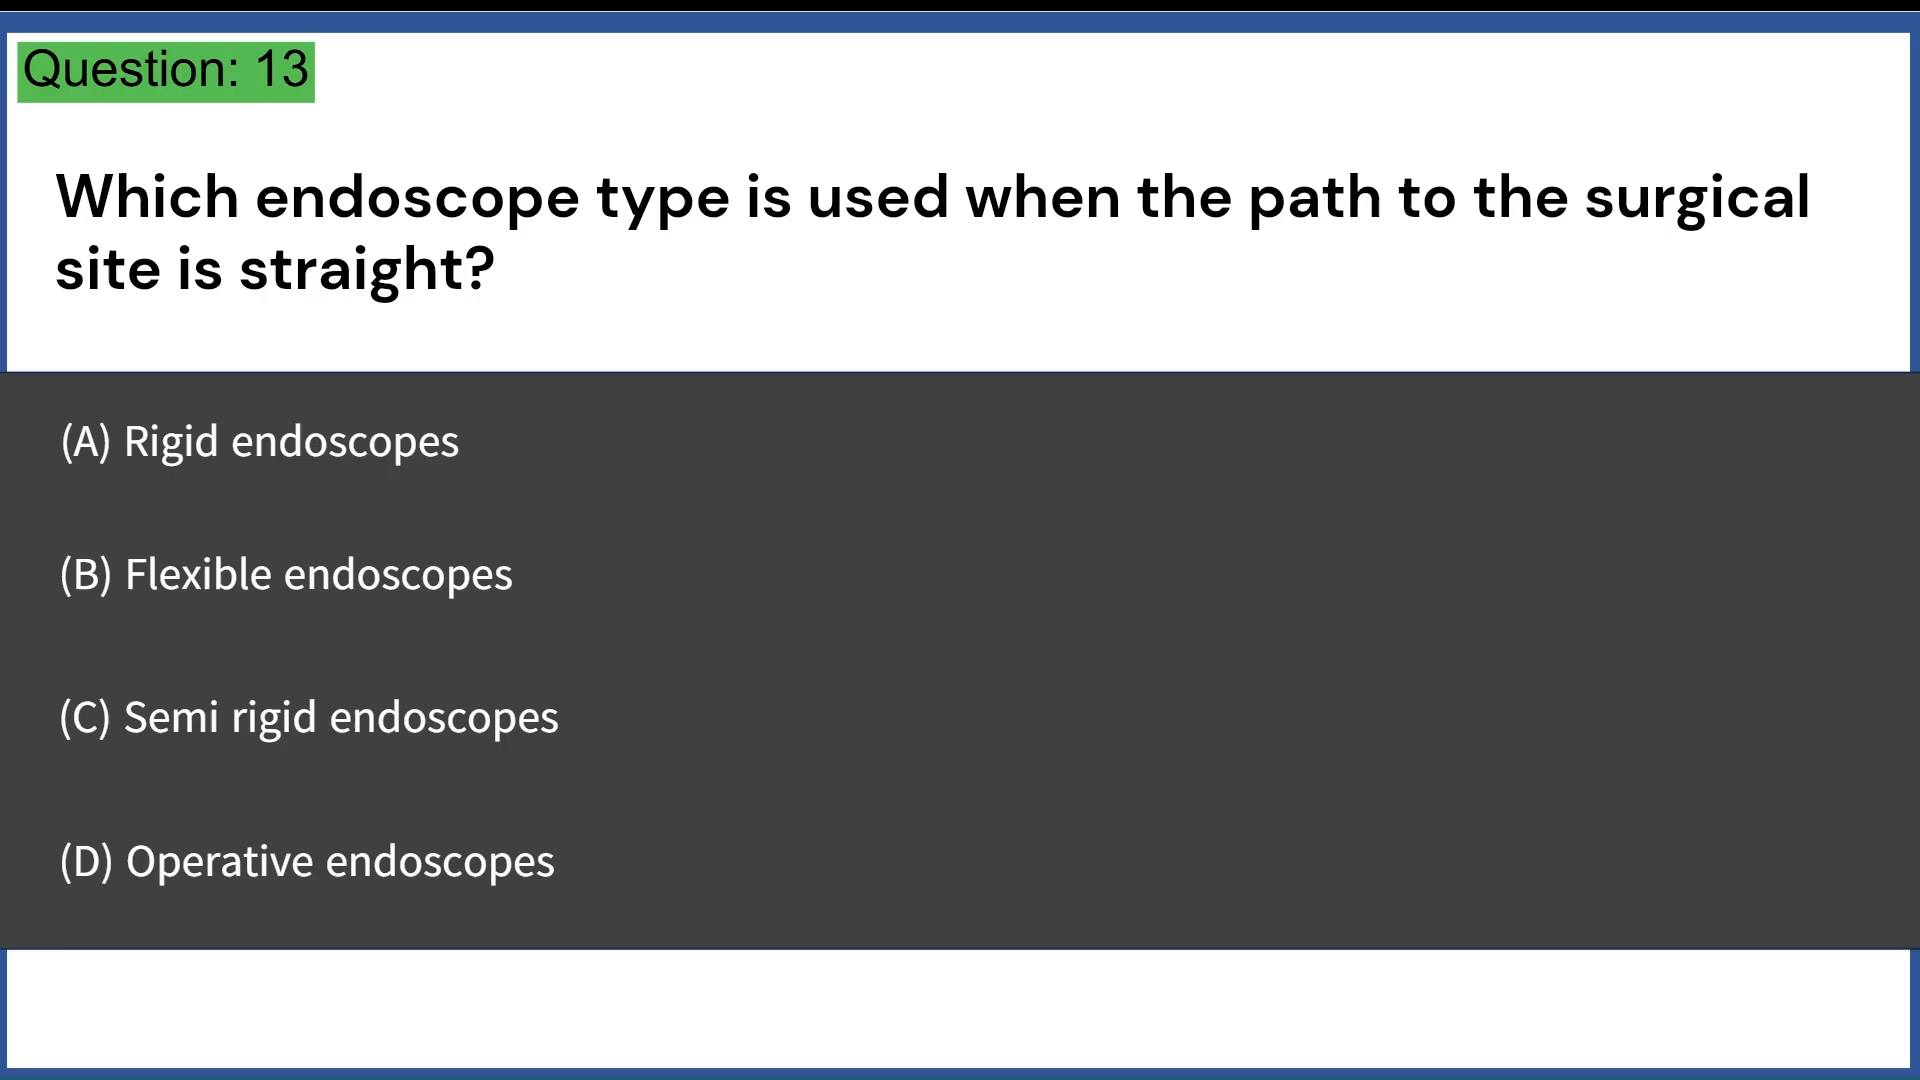 Question: 13
Which endoscope type is used when the path to the surgical
site is straight?
(A) Rigid endoscopes
(B) Flexible endoscopes
(C) Semi rigid endoscopes
(D) Operative endoscopes